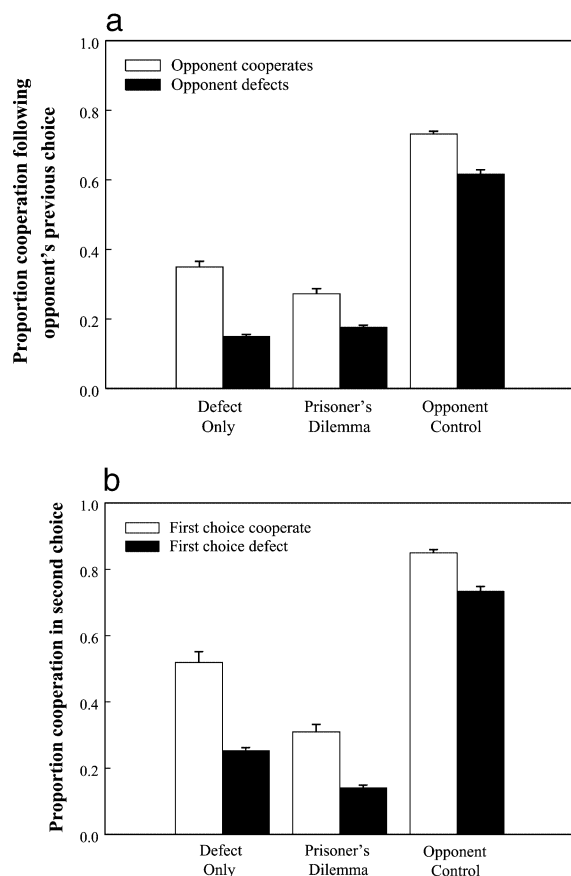 a
Proportion cooperation following
opponent's previous choice
1.0
0.8
0.6
0.4
0.2
0.0
Opponent cooperates
Opponent defects
Defect
Only
Prisoner's
Dilemma
Opponent
Control
b
Proportion cooperation in second choice
1.0
0.8
0.6
0.4
0.2
0.0
First choice cooperate
First choice defect
Defect
Only
Prisoner's
Dilemma
Opponent
Control